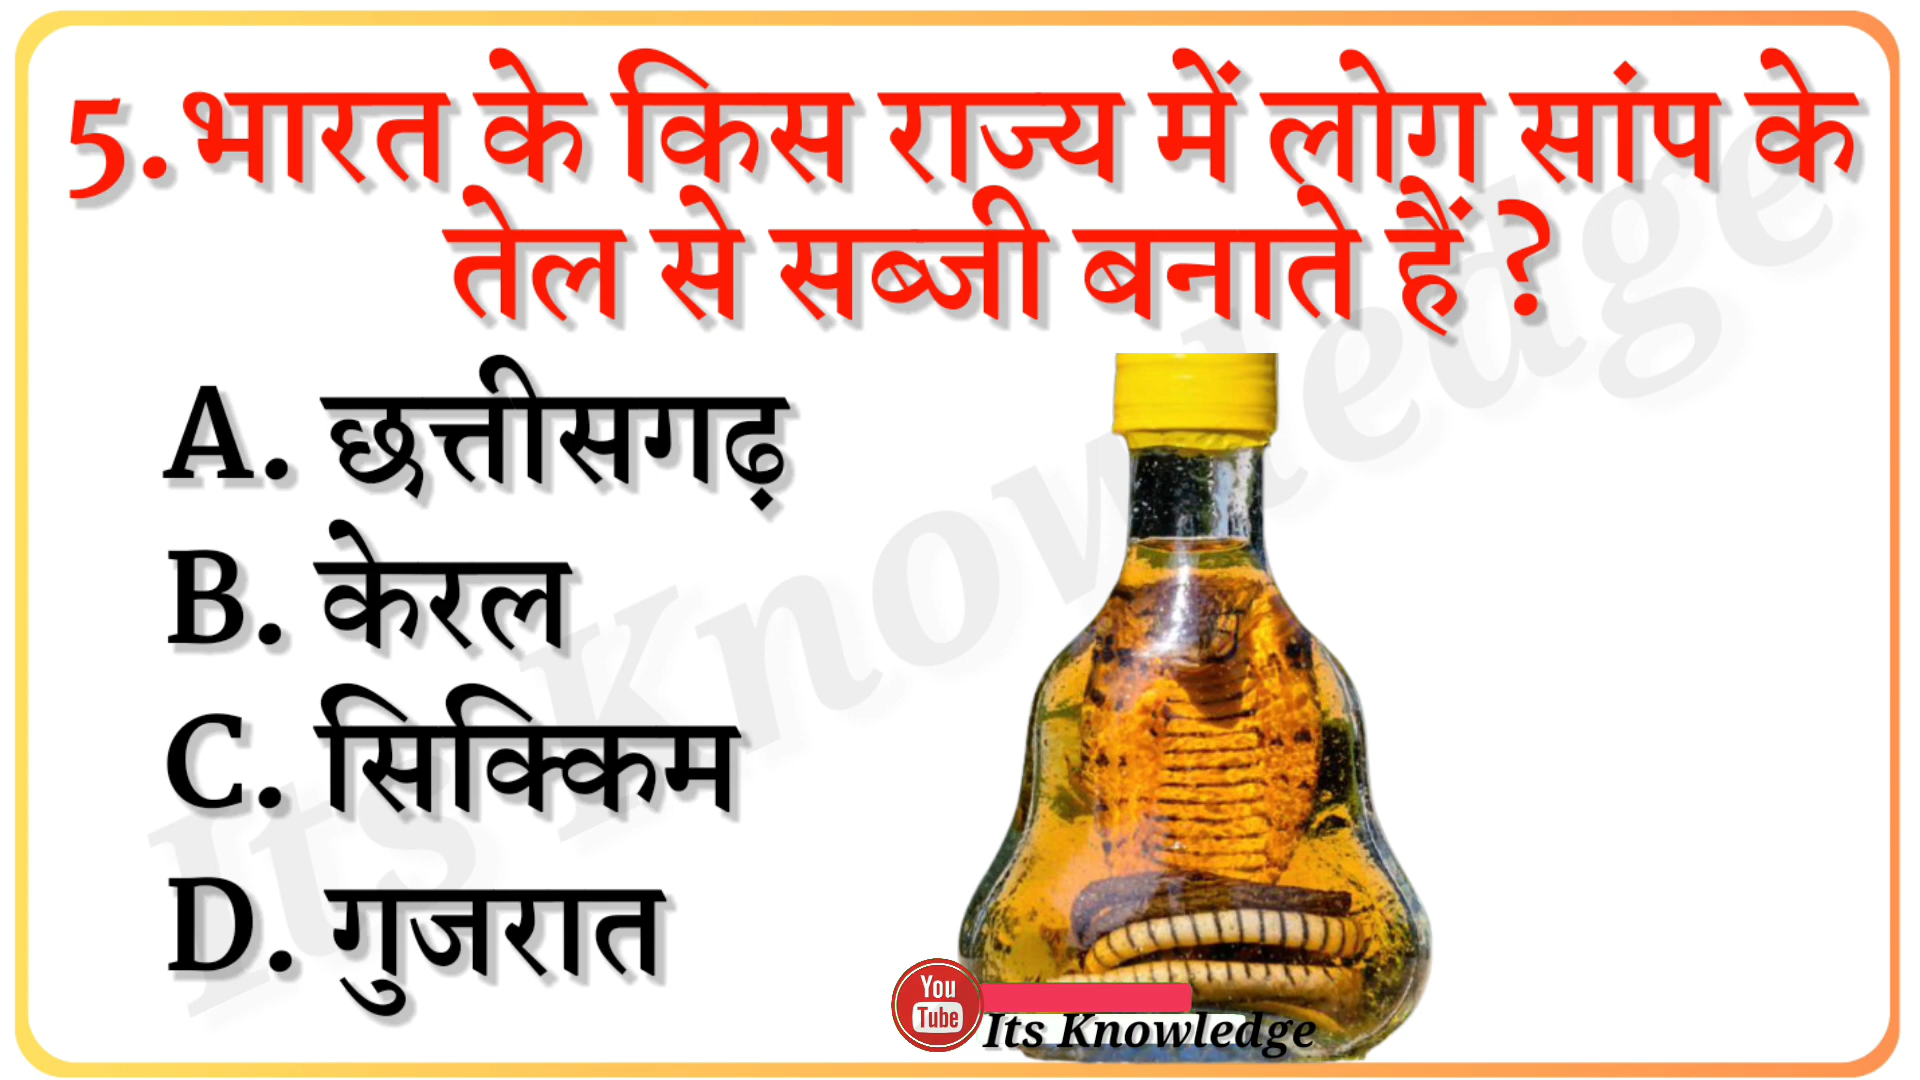 5.भारत के किस राज्य में लोग सांप के
तेल से सब्जी बनाते हैं ?
A. छत्तीसगढ़
B. केरल
C. सिक्किम
D. गुजरात
Its Knowledge
You
Tube
Its Knowledge